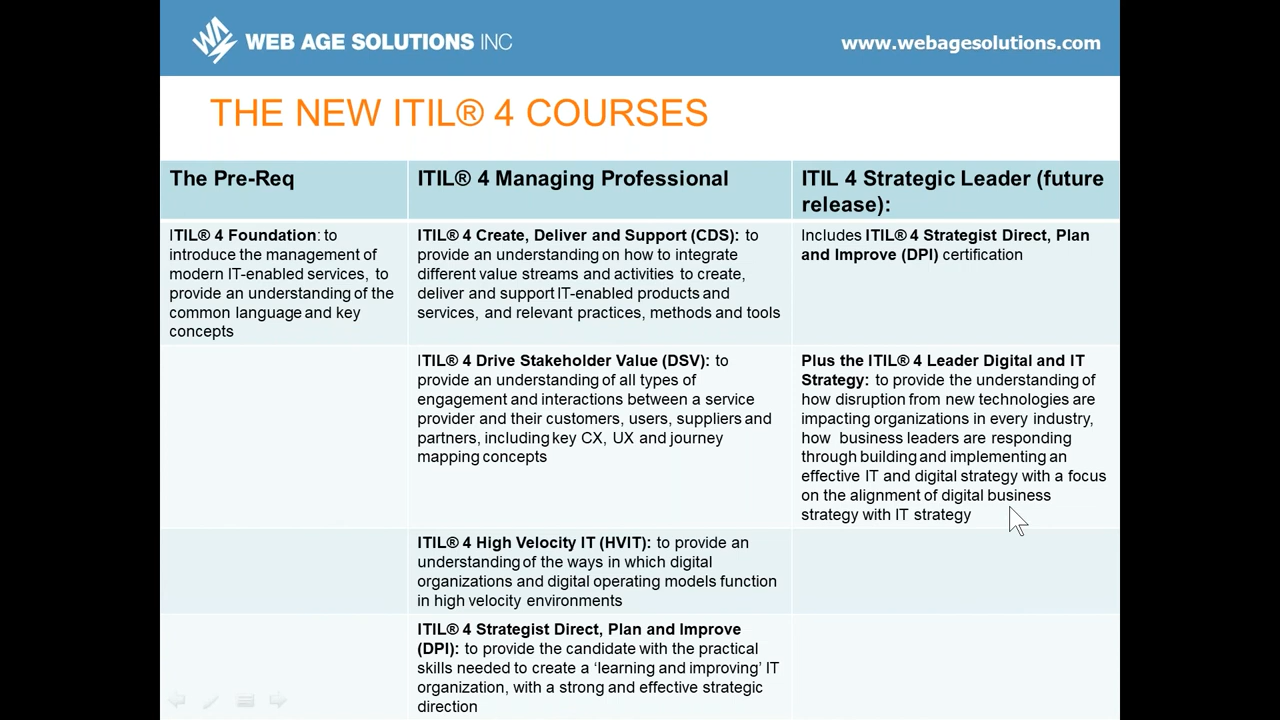 WEB AGE SOLUTIONS INC
www.webagesolutions.com
THE NEW ITIL® 4 COURSES
The Pre-Req
ITIL® 4 Managing Professional
ITIL 4 Strategic Leader (future
release):
ITIL® 4 Foundation: to
introduce the management of
modern IT-enabled services, to
provide an understanding of the
common language and key
concepts
ITIL® 4 Create, Deliver and Support (CDS): to
provide an understanding on how to integrate
different value streams and activities to create,
deliver and support IT-enabled products and
services, and relevant practices, methods and tools
Includes ITIL® 4 Strategist Direct, Plan
and Improve (DPI) certification
ITIL® 4 Drive Stakeholder Value (DSV): to
provide an understanding of all types of
engagement and interactions between a service
provider and their customers, users, suppliers and
partners, including key CX, UX and journey
mapping concepts
Plus the ITIL® 4 Leader Digital and IT
Strategy: to provide the understanding of
how disruption from new technologies are
impacting organizations in every industry,
how business leaders are responding
through building and implementing an
effective IT and digital strategy with a focus
on the alignment of digital business
strategy with IT strategy
ITIL® 4 High Velocity IT (HVIT): to provide an
understanding of the ways in which digital
organizations and digital operating models function
in high velocity environments
ITIL® 4 Strategist Direct, Plan and Improve
(DPI): to provide the candidate with the practical
skills needed to create a ‘learning and improving’ IT
organization, with a strong and effective strategic
direction